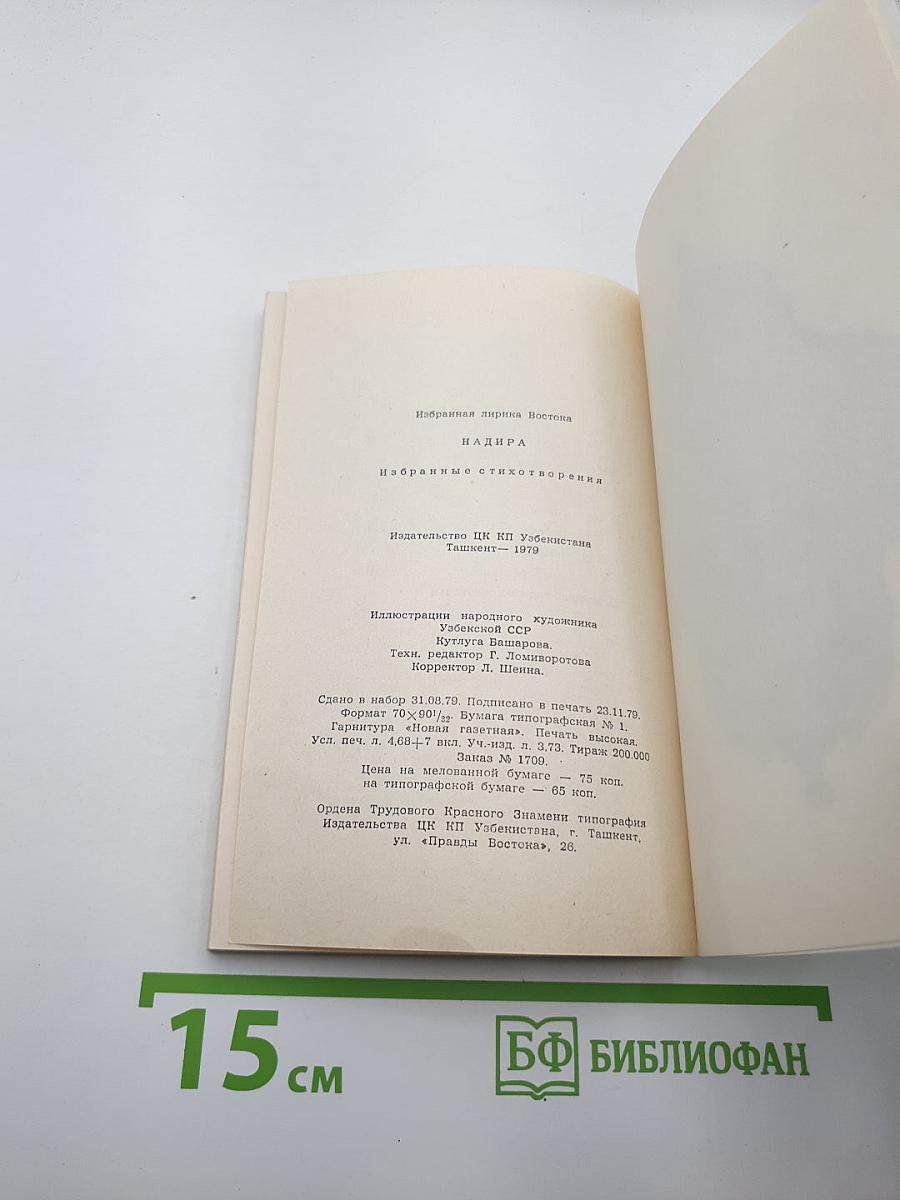 Избранная лирика Востока
НАДИРА
Избранные стихотворения
Издательство ЦК КП Узбекистана
Ташкент— 1979
Иллюстрации народного художника
Узбекской ССР
Кутлуга Башарова.
Техн. редактор Г. Ломиворотова
Корректор Л. Шеина.
Сдано в набор 31.08.79. Подписано в печать 23.11.79.
Формат 70×90¹/₃₂. Бумага типографская № 1.
Гарнитура «Новая газетная». Печать высокая.
Усл. печ. л. 4,68+7 вкл. Уч.-изд. л. 3,73. Тираж 200.000
Заказ № 1709.
Цена на мелованной бумаге — 75 коп.
на типографской бумаге — 65 коп.
Ордена Трудового Красного Знамени типография
Издательства ЦК КП Узбекистана, г. Ташкент,
ул. «Правды Востока», 26.
15 см
БФ БИБЛИОФАН